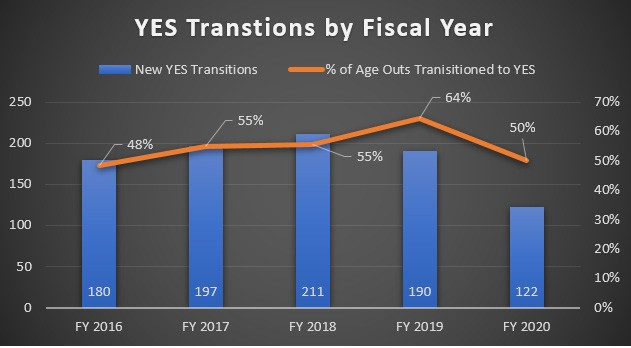 YES Transtions by Fiscal Year
New YES Transitions % of Age Outs Tranisitioned to YES
250 70%
64%
60%
200 55% 50%
48% 50%
55%
150 40%
100 30%
20%
50
180 197 211 190 122 10%
0 0%
FY 2016 FY 2017 FY 2018 FY 2019 FY 2020